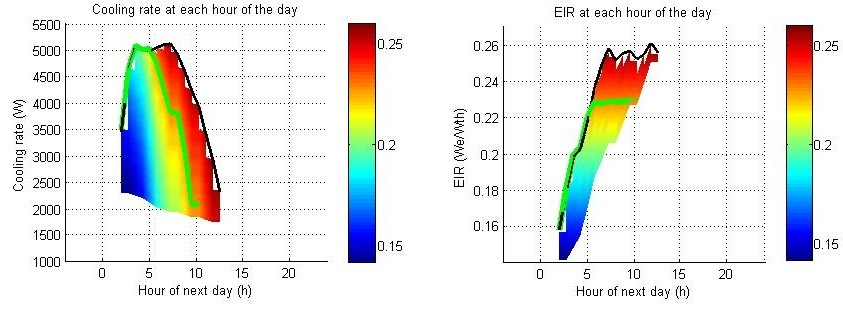 Cooling rate at each hour of the day
5500
5000
4500
4000
3500
3000
2500
2000
1500
1000
Cooling rate (W)
0 5 10 15 20
Hour of next day (h)
0.25
0.2
0.15
EIR at each hour of the day
0.26
0.24
0.22
0.2
0.18
0.16
EIR (We/Wth)
0 5 10 15 20
Hour of next day (h)
0.25
0.2
0.15